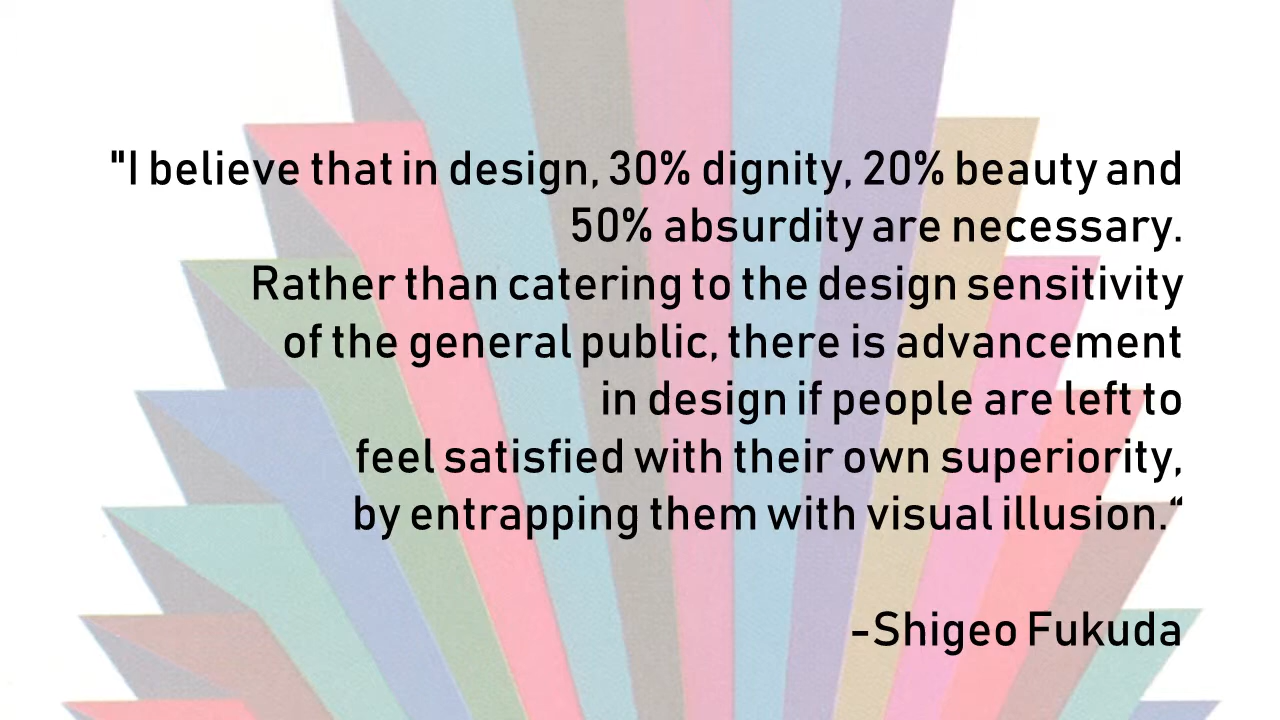 "I believe that in design, 30% dignity, 20% beauty and
50% absurdity are necessary.
Rather than catering to the design sensitivity
of the general public, there is advancement
in design if people are left to
feel satisfied with their own superiority,
by entrapping them with visual illusion.“
-Shigeo Fukuda